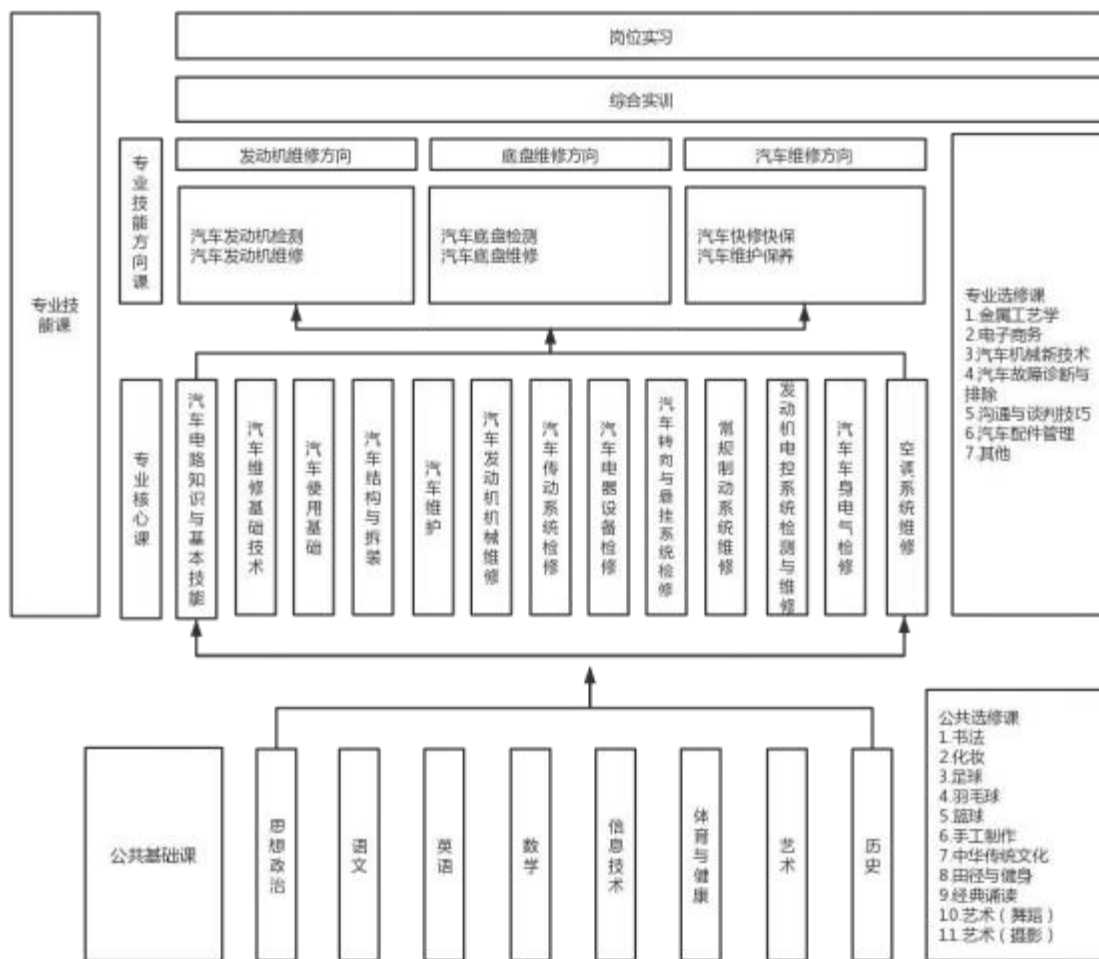 岗位实习
综合实训
专业技能课
专业技能方向课
发动机维修方向
底盘维修方向
汽车维修方向
汽车发动机检测
汽车发动机维修
汽车底盘检测
汽车底盘维修
汽车快修快保
汽车维护保养
专业选修课
1.金属工艺学
2.电子商务
3.汽车机械新技术
4.汽车故障诊断与
排除
5.沟通与谈判技巧
6.汽车配件管理
7.其他
专业核心课
汽车电路知识与基本技能
汽车维修基础技术
汽车使用基础
汽车结构与拆装
汽车维护
汽车发动机机械维修
汽车传动系统检修
汽车电器设备检修
汽车转向与悬挂系统检修
常规制动系统维修
发动机电控系统检测与维修
汽车车身电气检修
空调系统维修
公共基础课
思想政治
语文
英语
数学
信息技术
体育与健康
艺术
历史
公共选修课
1.书法
2.化妆
3.足球
4.羽毛球
5.篮球
6.手工制作
7.中华传统文化
8.田径与健身
9.经典诵读
10.艺术（舞蹈）
11.艺术（摄影）